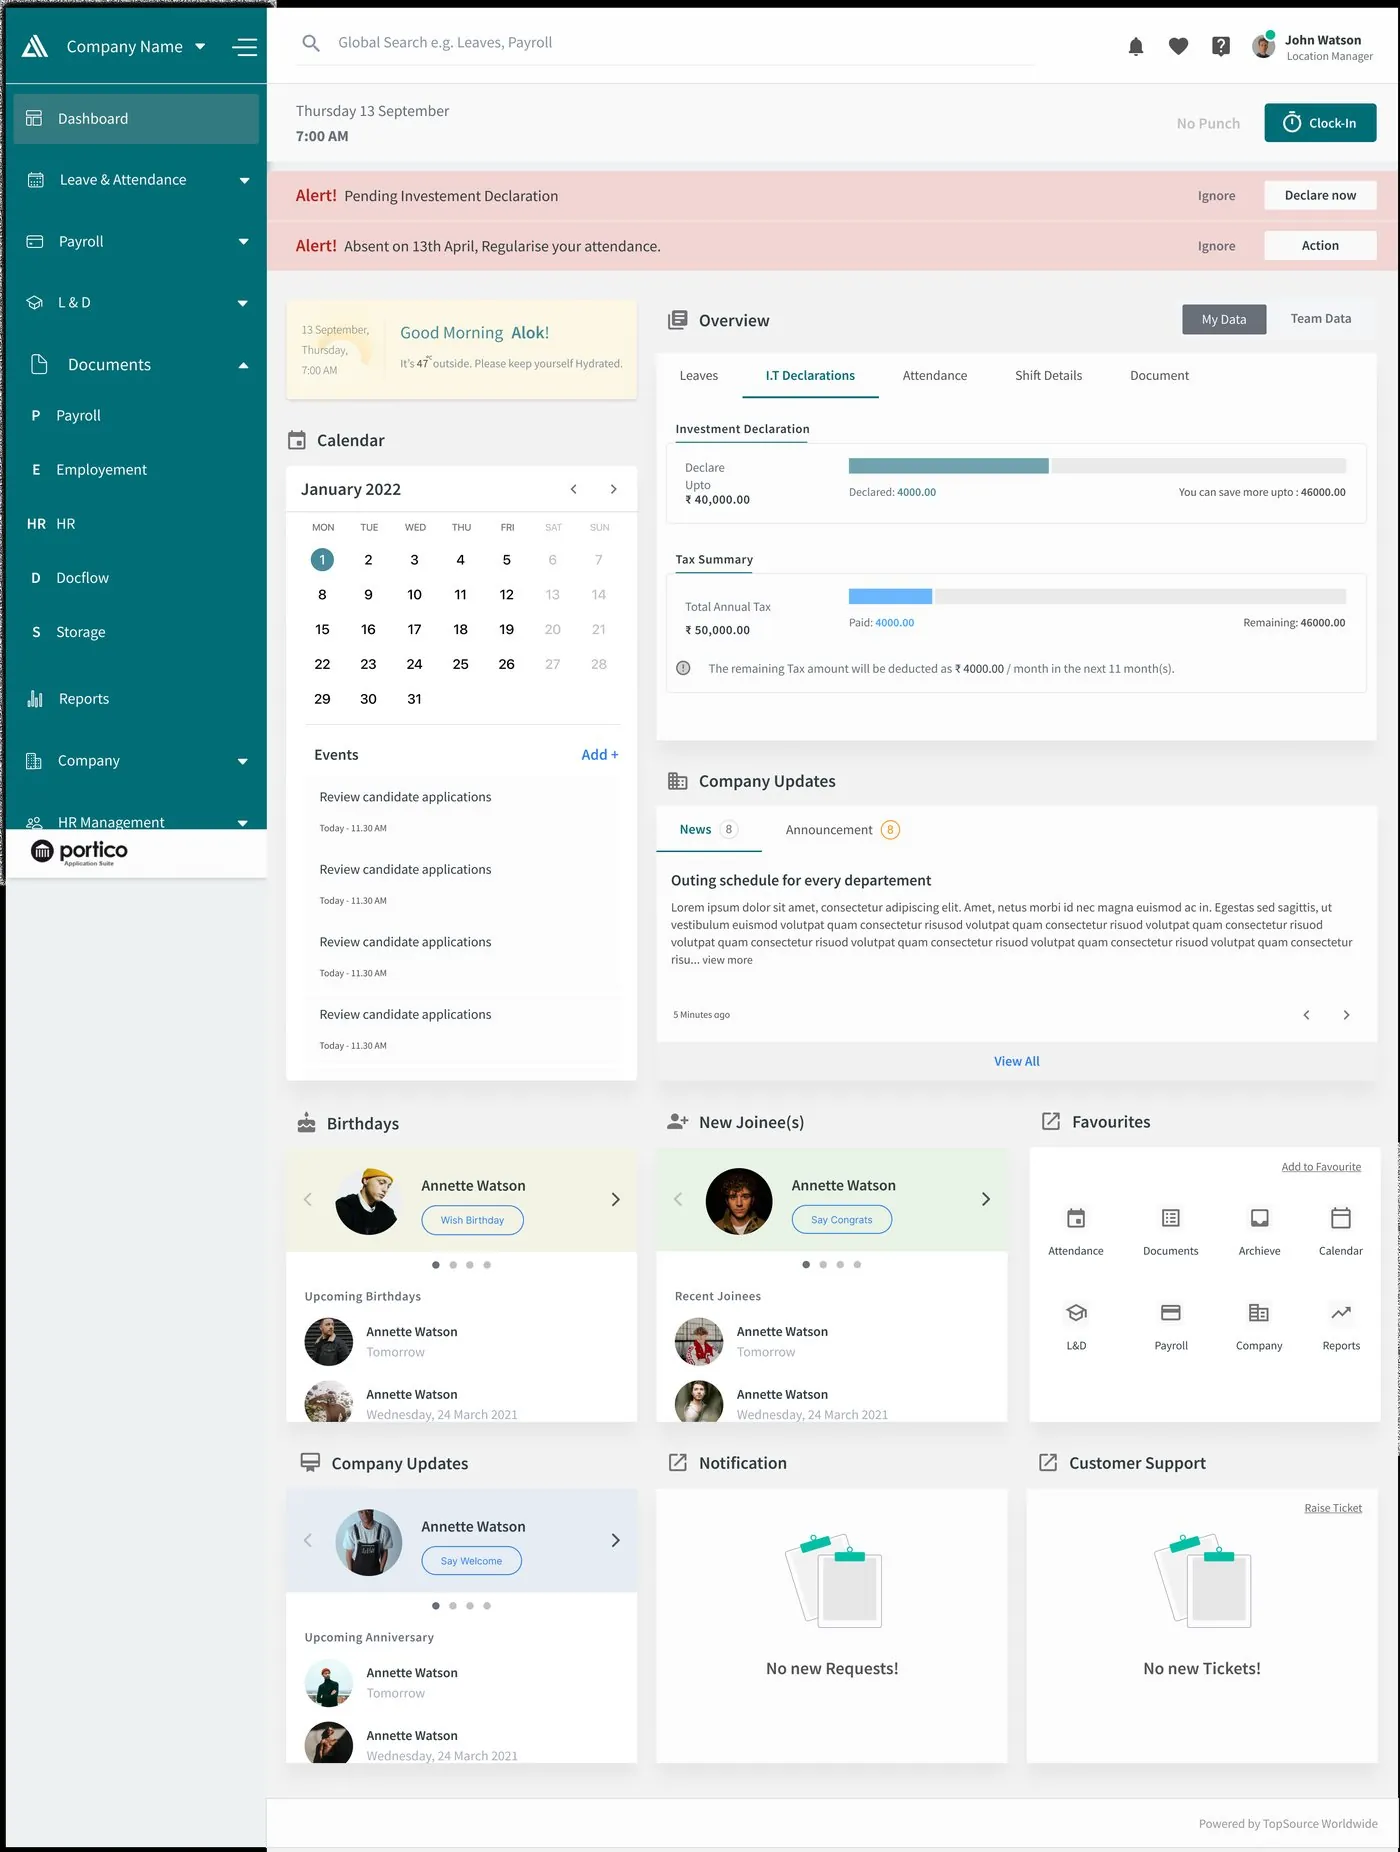 Company Name
Global Search e.g. Leaves, Payroll
John Watson
Location Manager
Dashboard
Leave & Attendance
Payroll
L & D
Documents
P Payroll
E Employement
HR HR
D Docflow
S Storage
Reports
Company
HR Management
portico
Application Suite
Thursday 13 September
7:00 AM
No Punch
Clock-In
Alert! Pending Investement Declaration
Ignore
Declare now
Alert! Absent on 13th April, Regularise your attendance.
Ignore
Action
13 September,
Thursday,
7:00 AM
Good Morning Alok!
It's 47°c outside. Please keep yourself Hydrated.
Calendar
January 2022
MON TUE WED THU FRI SAT SUN
1 2 3 4 5 6 7
8 9 10 11 12 13 14
15 16 17 18 19 20 21
22 23 24 25 26 27 28
29 30 31
Events
Add +
Review candidate applications
Today - 11.30 AM
Review candidate applications
Today - 11.30 AM
Review candidate applications
Today - 11.30 AM
Review candidate applications
Today - 11.30 AM
Overview
My Data
Team Data
Leaves
I.T Declarations
Attendance
Shift Details
Document
Investment Declaration
Declare
Upto
₹ 40,000.00
Declared: 4000.00
You can save more upto : 46000.00
Tax Summary
Total Annual Tax
₹ 50,000.00
Paid: 4000.00
Remaining: 46000.00
The remaining Tax amount will be deducted as ₹ 4000.00 / month in the next 11 month(s).
Company Updates
News 8
Announcement 8
Outing schedule for every departement
Lorem ipsum dolor sit amet, consectetur adipiscing elit. Amet, netus morbi id nec magna euismod ac in. Egestas sed sagittis, ut
vestibulum euismod volutpat quam consectetur risusod volutpat quam consectetur risuod volutpat quam consectetur risuod
volutpat quam consectetur risuod volutpat quam consectetur risuod volutpat quam consectetur risuod volutpat quam consectetur
risu... view more
5 Minutes ago
View All
Birthdays
Annette Watson
Wish Birthday
Upcoming Birthdays
Annette Watson
Tomorrow
Annette Watson
Wednesday, 24 March 2021
New Joinee(s)
Annette Watson
Say Congrats
Recent Joinees
Annette Watson
Tomorrow
Annette Watson
Wednesday, 24 March 2021
Favourites
Add to Favourite
Attendance
Documents
Archieve
Calendar
L&D
Payroll
Company
Reports
Company Updates
Annette Watson
Say Welcome
Upcoming Anniversary
Annette Watson
Tomorrow
Annette Watson
Wednesday, 24 March 2021
Notification
No new Requests!
Customer Support
Raise Ticket
No new Tickets!
Powered by TopSource Worldwide